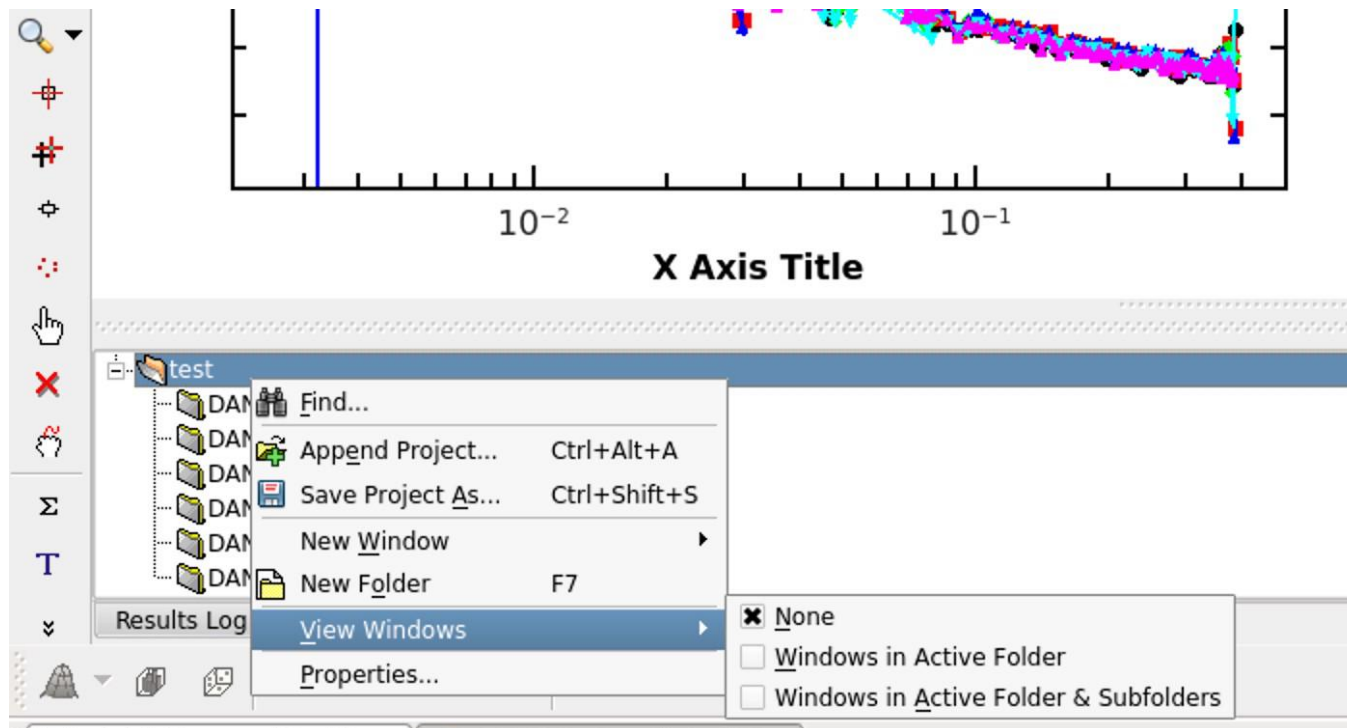 10⁻² 10⁻¹
X Axis Title
test
Find...
Append Project... Ctrl+Alt+A
Save Project As... Ctrl+Shift+S
New Window
New Folder F7
View Windows
Properties...
None
Windows in Active Folder
Windows in Active Folder & Subfolders
Results Log
Σ
T